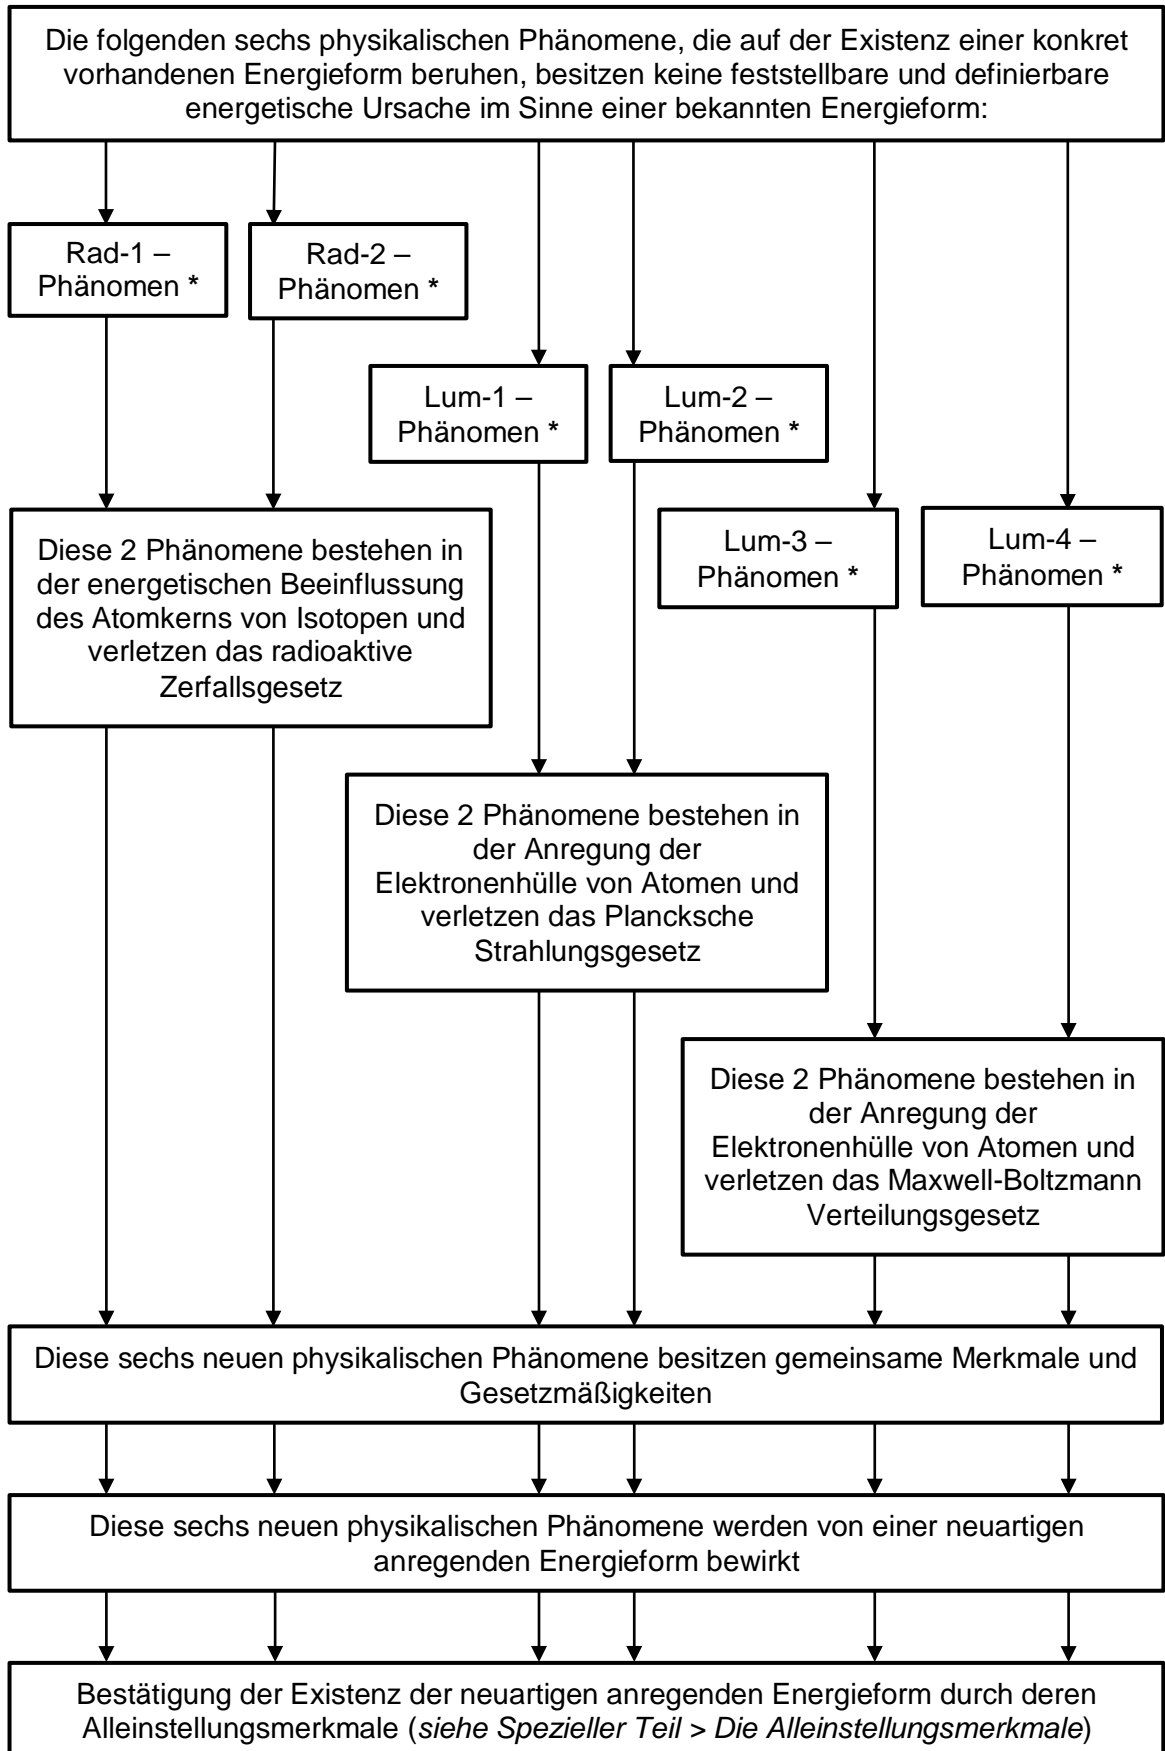 Die folgenden sechs physikalischen Phänomene, die auf der Existenz einer konkret
vorhandenen Energieform beruhen, besitzen keine feststellbare und definierbare
energetische Ursache im Sinne einer bekannten Energieform:
Rad-1 –
Phänomen *
Rad-2 –
Phänomen *
Lum-1 –
Phänomen *
Lum-2 –
Phänomen *
Lum-3 –
Phänomen *
Lum-4 –
Phänomen *
Diese 2 Phänomene bestehen in
der energetischen Beeinflussung
des Atomkerns von Isotopen und
verletzen das radioaktive
Zerfallsgesetz
Diese 2 Phänomene bestehen in
der Anregung der
Elektronenhülle von Atomen und
verletzen das Plancksche
Strahlungsgesetz
Diese 2 Phänomene bestehen in
der Anregung der
Elektronenhülle von Atomen und
verletzen das Maxwell-Boltzmann
Verteilungsgesetz
Diese sechs neuen physikalischen Phänomene besitzen gemeinsame Merkmale und
Gesetzmäßigkeiten
Diese sechs neuen physikalischen Phänomene werden von einer neuartigen
anregenden Energieform bewirkt
Bestätigung der Existenz der neuartigen anregenden Energieform durch deren
Alleinstellungsmerkmale (siehe Spezieller Teil > Die Alleinstellungsmerkmale)